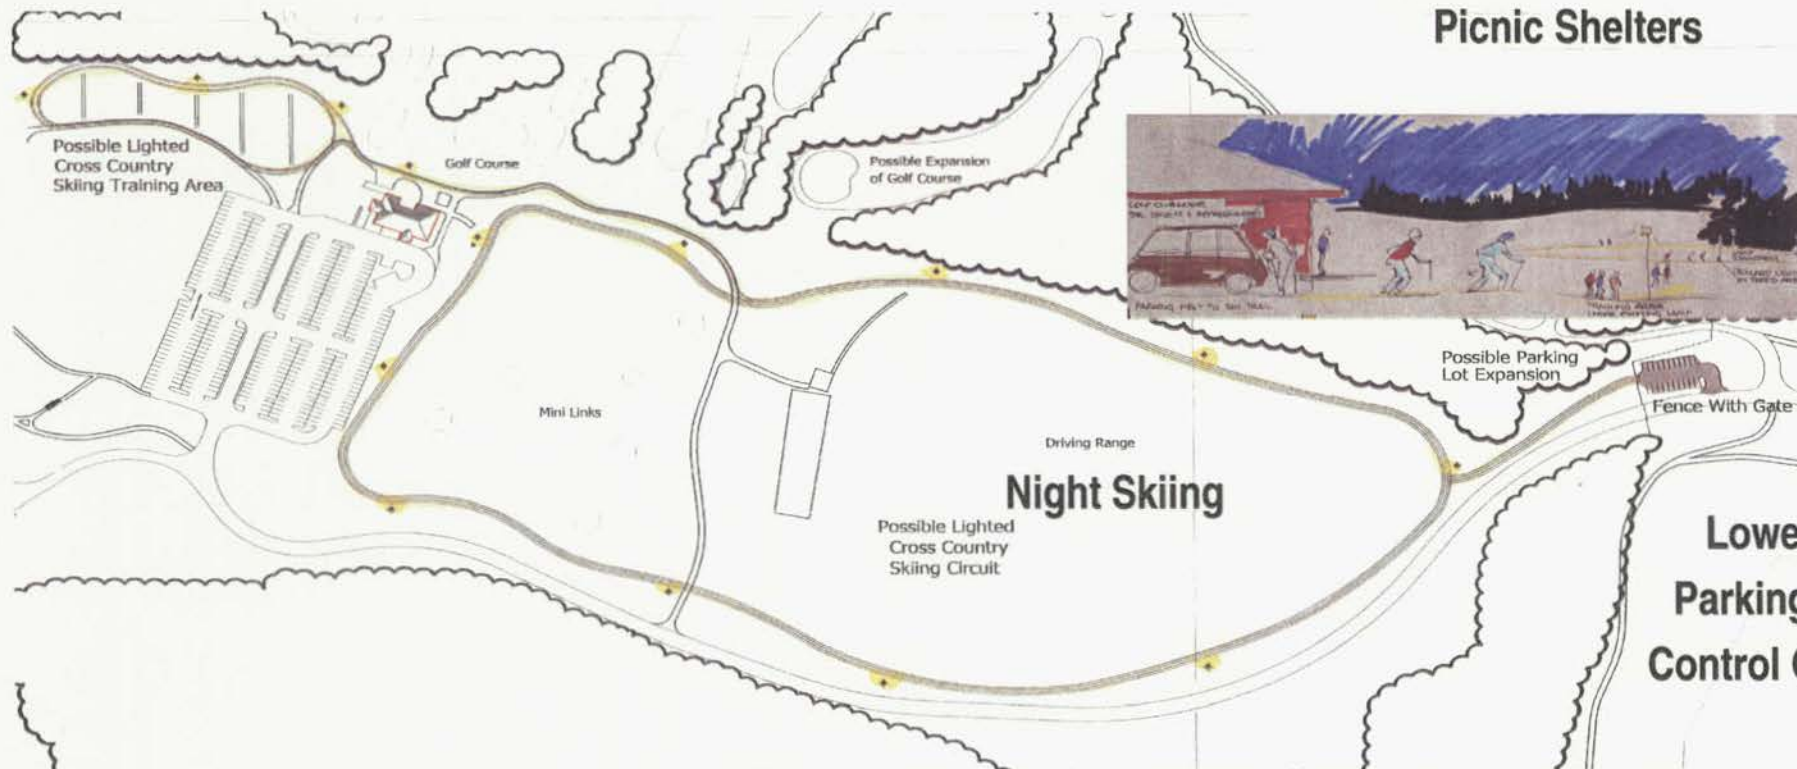 Picnic Shelters
Possible Lighted
Cross Country
Skiing Training Area
Golf Course
Possible Expansion
of Golf Course
Possible Parking
Lot Expansion
Fence With Gate
Mini Links
Driving Range
Night Skiing
Possible Lighted
Cross Country
Skiing Circuit
Lowe
Parking
Control